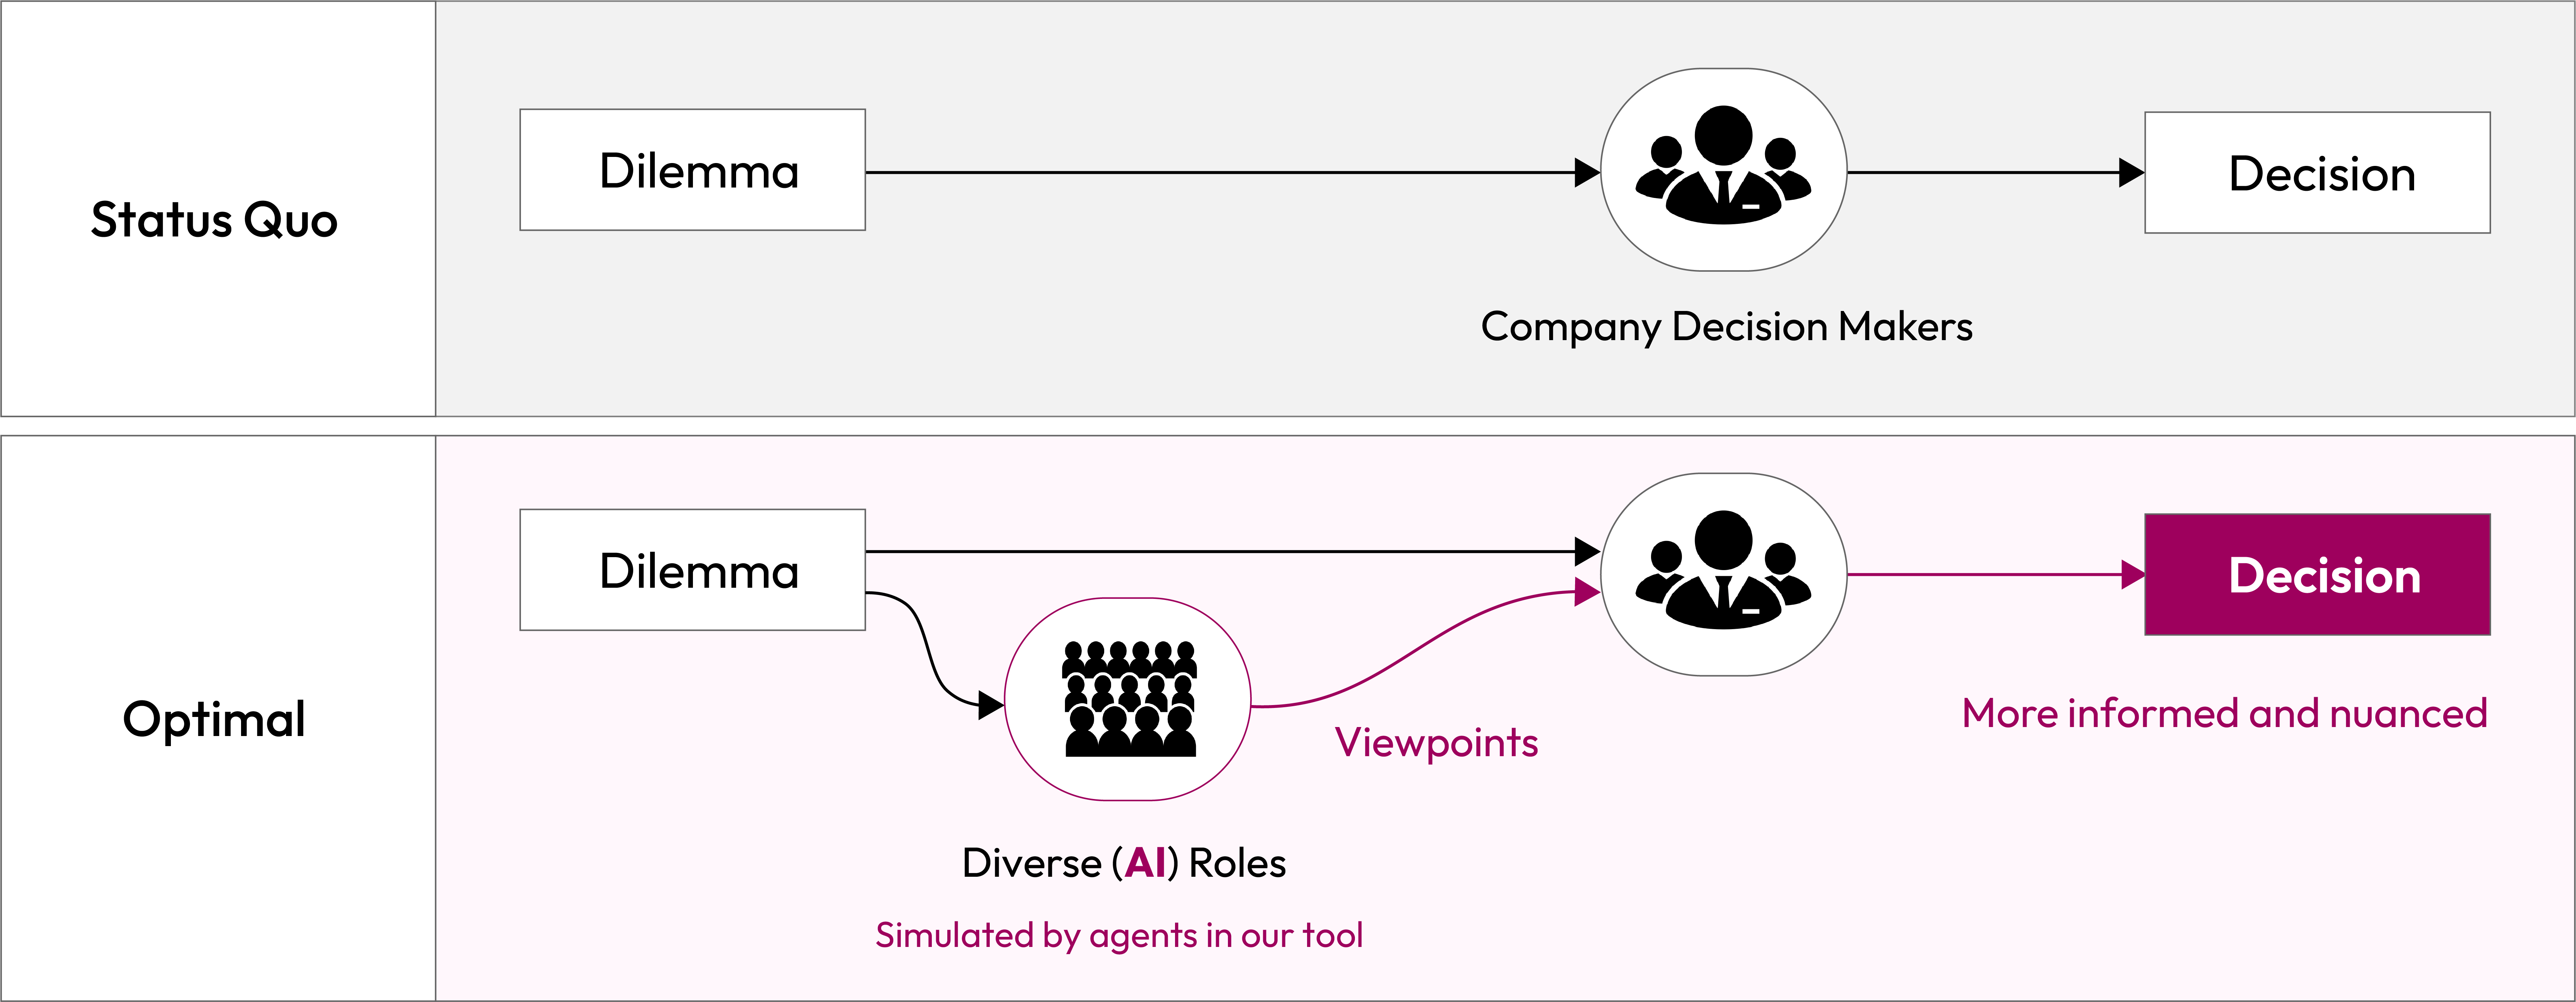 Status Quo
Dilemma
Decision
Company Decision Makers
Optimal
Dilemma
Decision
Viewpoints
More informed and nuanced
Diverse (AI) Roles
Simulated by agents in our tool